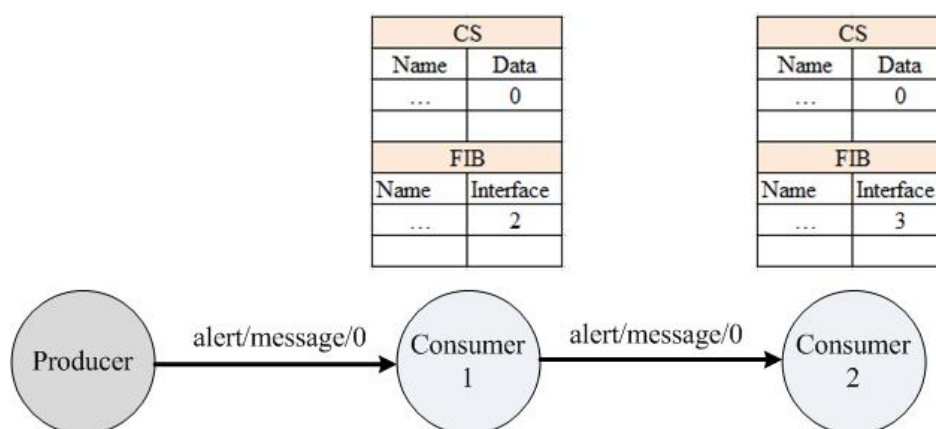 CS
Name Data
... 0
FIB
Name Interface
... 2
CS
Name Data
... 0
FIB
Name Interface
... 3
Producer
alert/message/0
Consumer
1
alert/message/0
Consumer
2